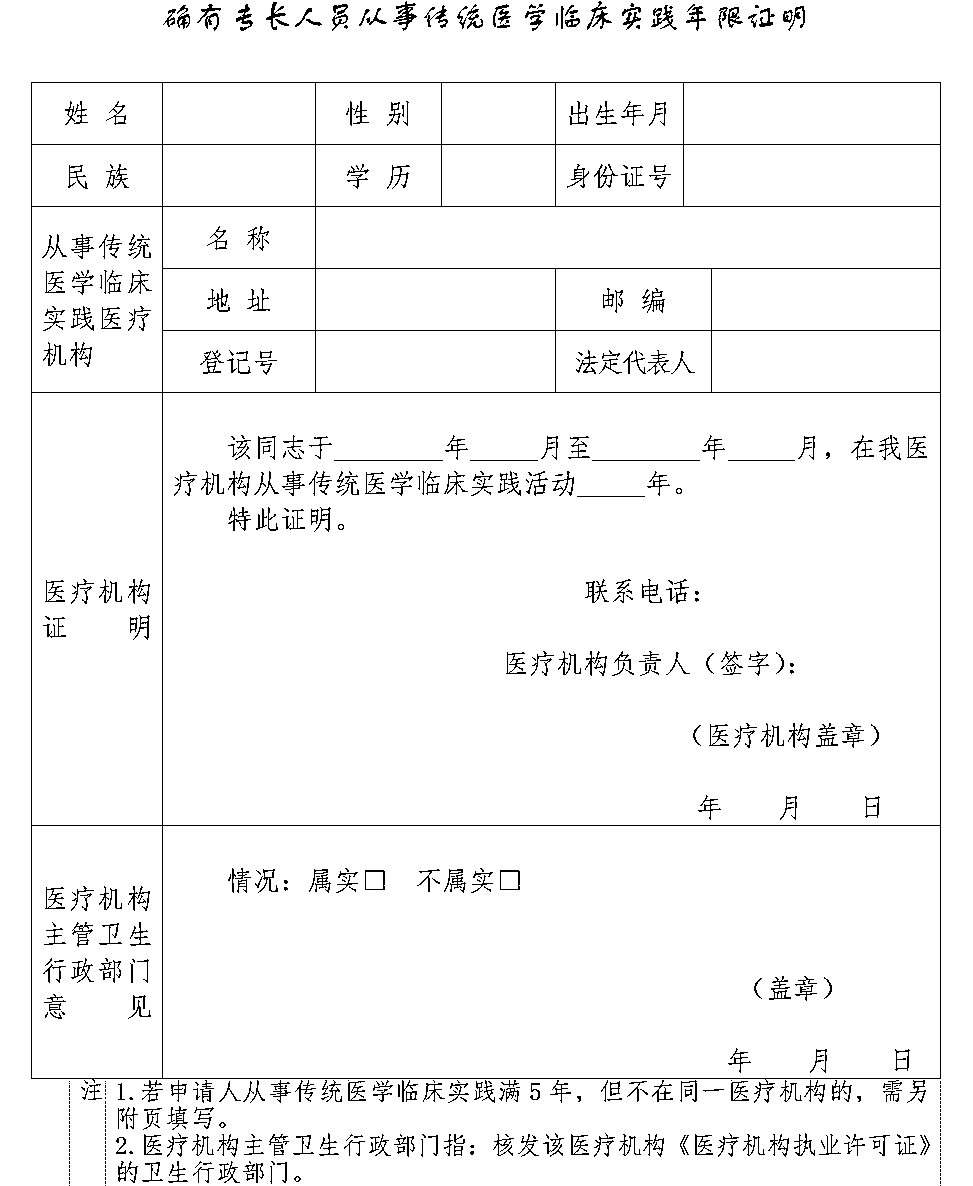 确有专长人员从事传统医学临床实践年限证明
姓 名 性 别 出生年月
民 族 学 历 身份证号
从事传统
医学临床
实践医疗
机构
名 称
地 址 邮 编
登记号 法定代表人
医疗机构
证 明
该同志于________年_____月至________年_____月，在我医
疗机构从事传统医学临床实践活动_____年。
特此证明。
联系电话：
医疗机构负责人（签字）：
（医疗机构盖章）
年 月 日
医疗机构
主管卫生
行政部门
意 见
情况：属实□ 不属实□
（盖章）
年 月 日
注 1.若申请人从事传统医学临床实践满5年，但不在同一医疗机构的，需另
附页填写。
2.医疗机构主管卫生行政部门指：核发该医疗机构《医疗机构执业许可证》
的卫生行政部门。